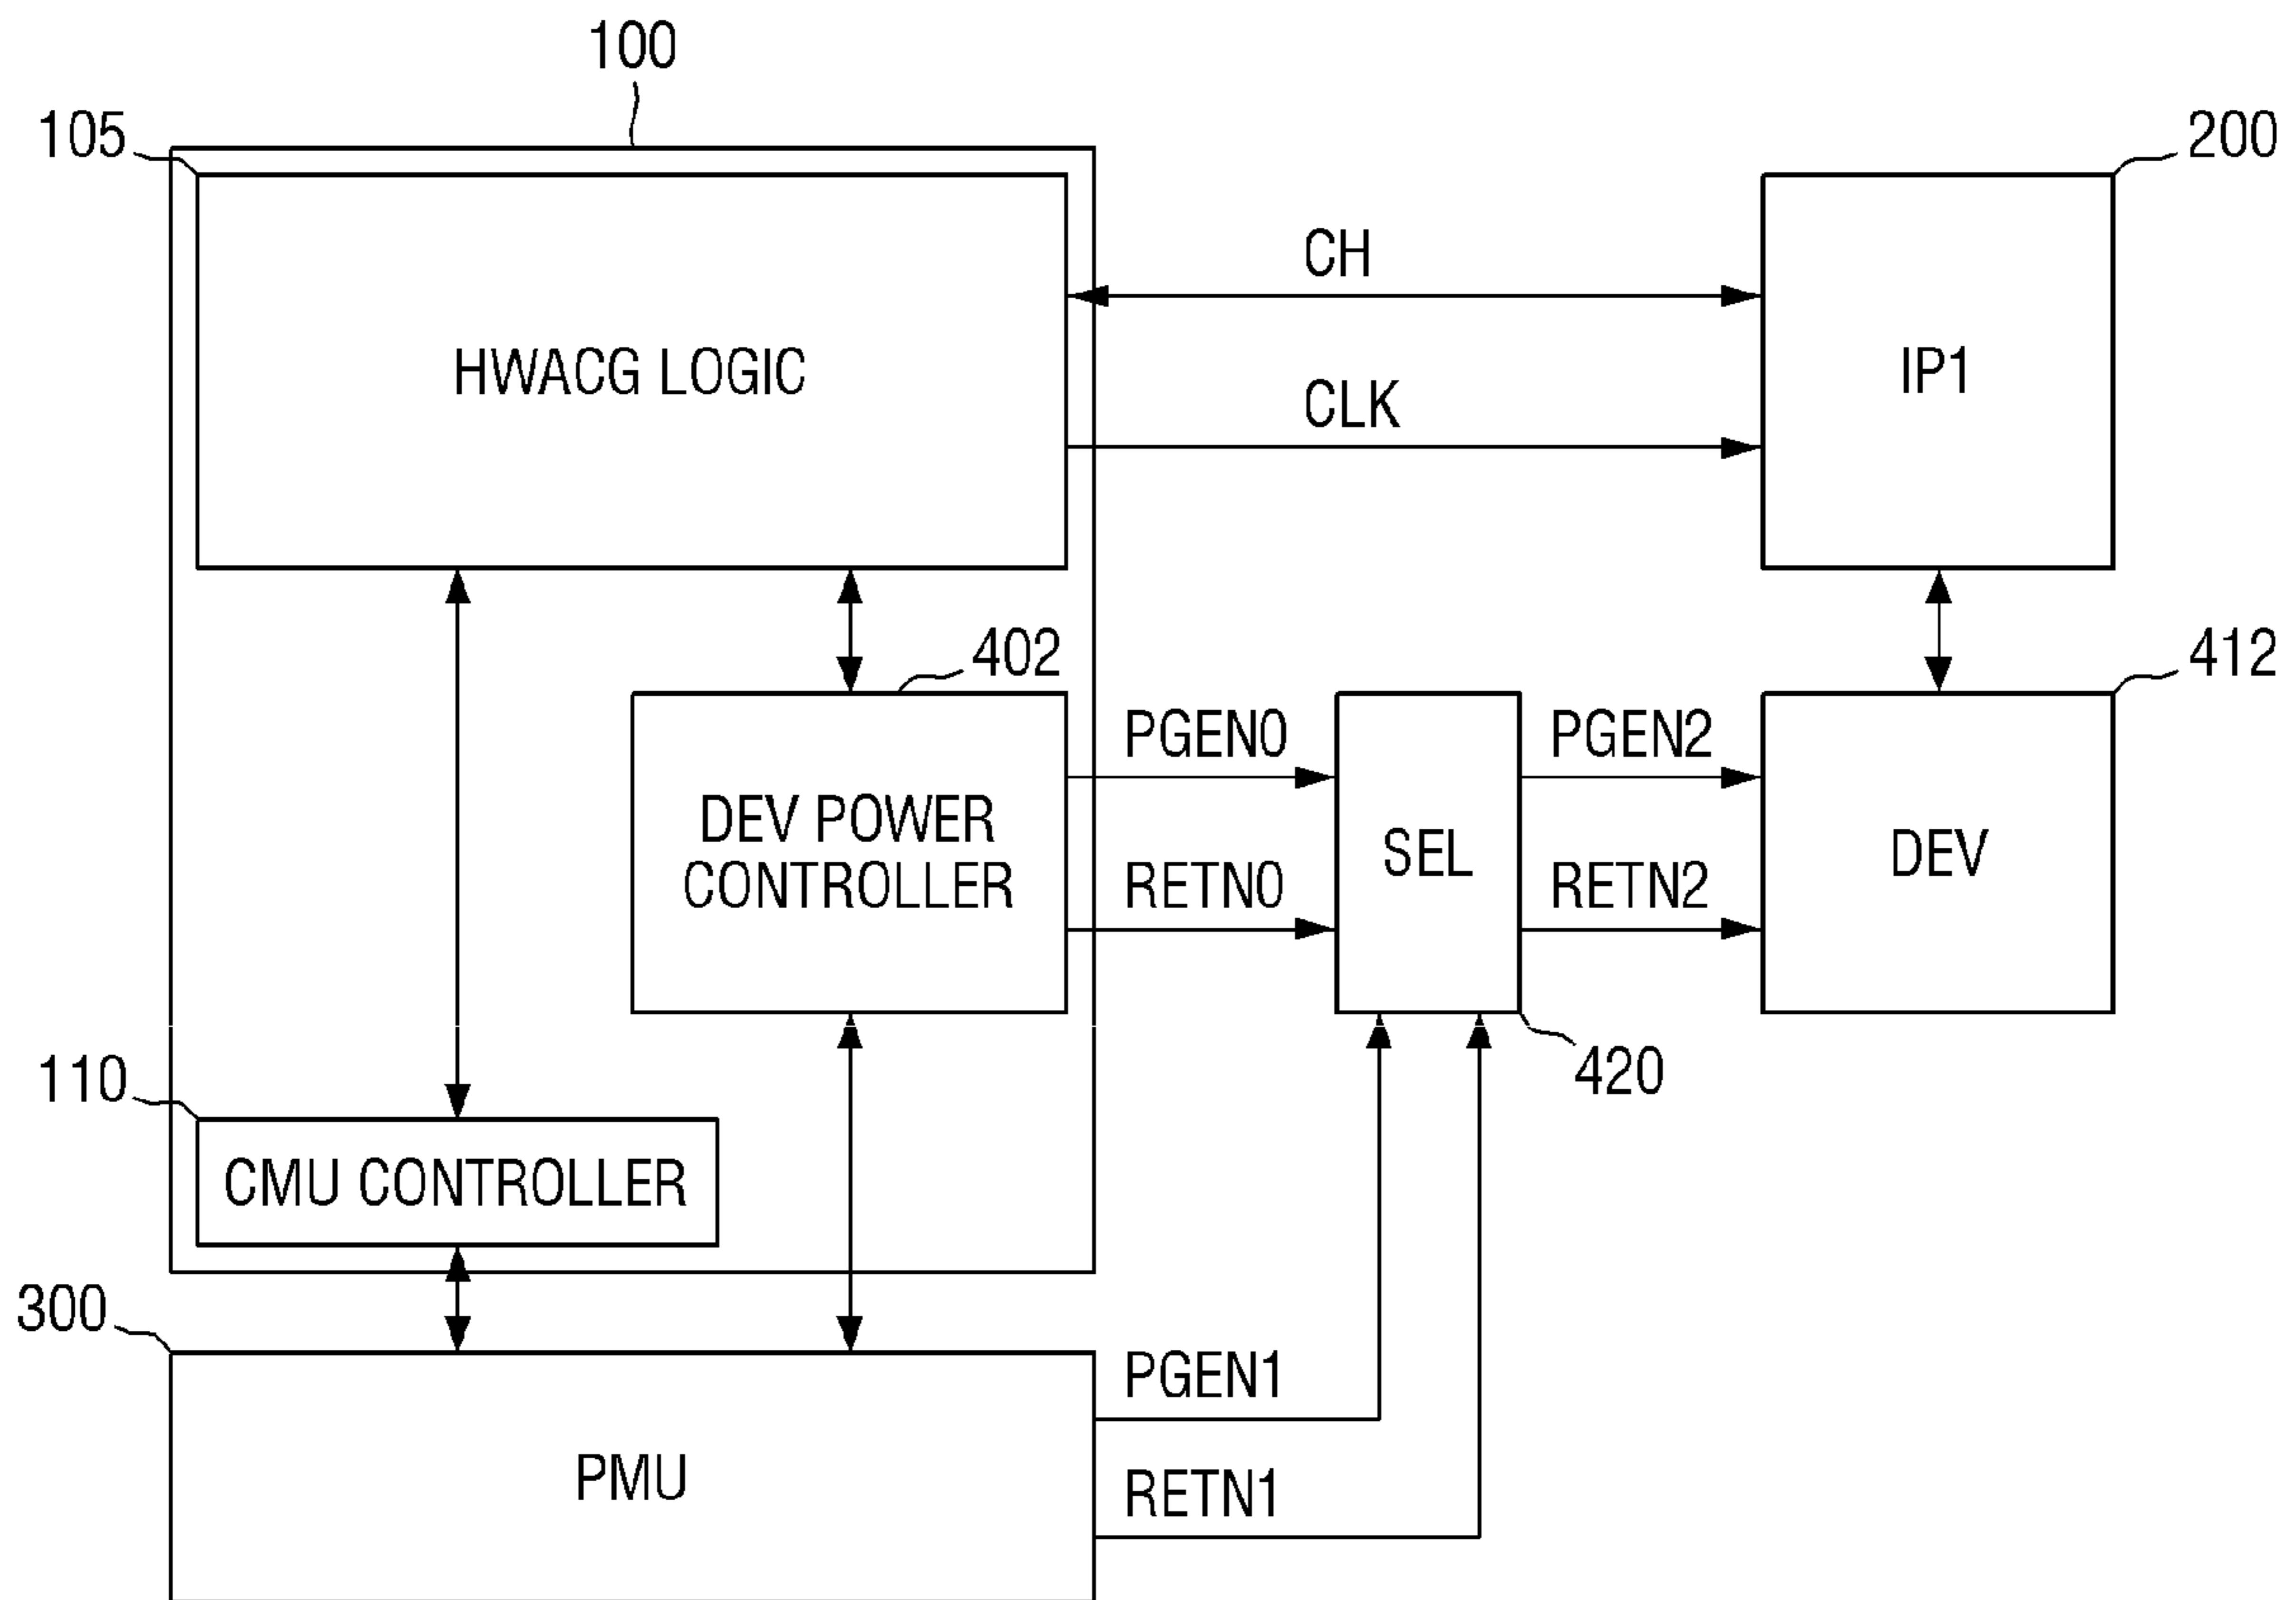 100
105
200
CH
HWACG LOGIC
IP1
CLK
402
412
PGEN0
PGEN2
DEV POWER
CONTROLLER
SEL
DEV
RETN0
RETN2
110
420
CMU CONTROLLER
300
PGEN1
PMU
RETN1